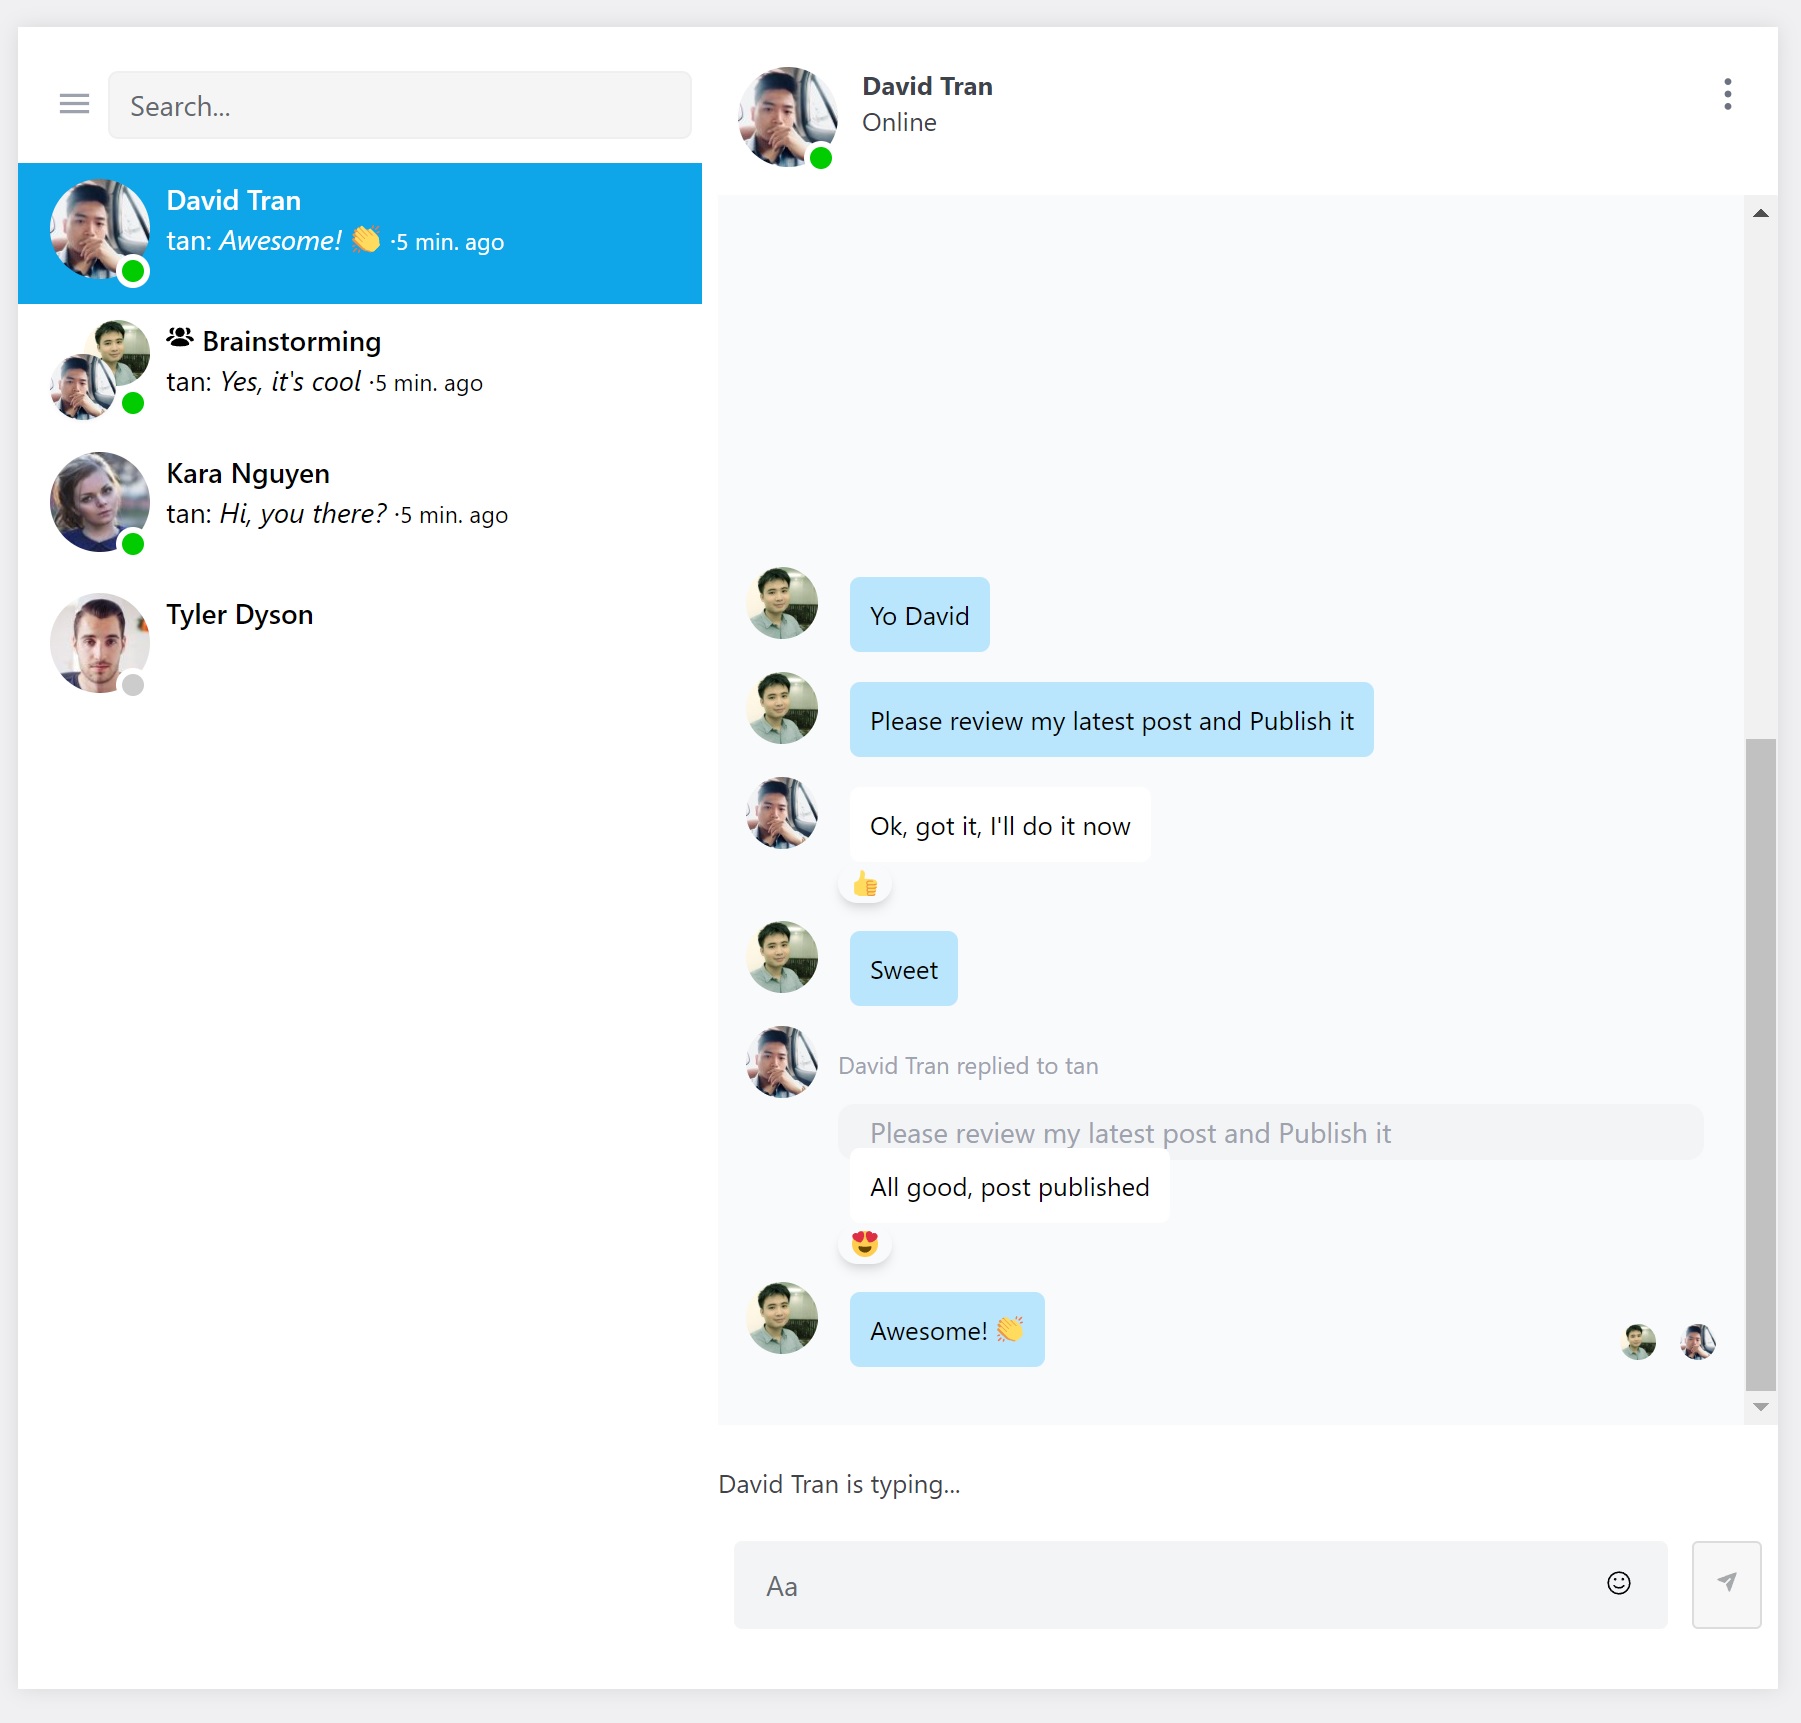 Search...
David Tran
tan: Awesome! 👏 ·5 min. ago
Brainstorming
tan: Yes, it's cool ·5 min. ago
Kara Nguyen
tan: Hi, you there? ·5 min. ago
Tyler Dyson
David Tran
Online
Yo David
Please review my latest post and Publish it
Ok, got it, I'll do it now
👍
Sweet
David Tran replied to tan
Please review my latest post and Publish it
All good, post published
😍
Awesome! 👏
David Tran is typing...
Aa